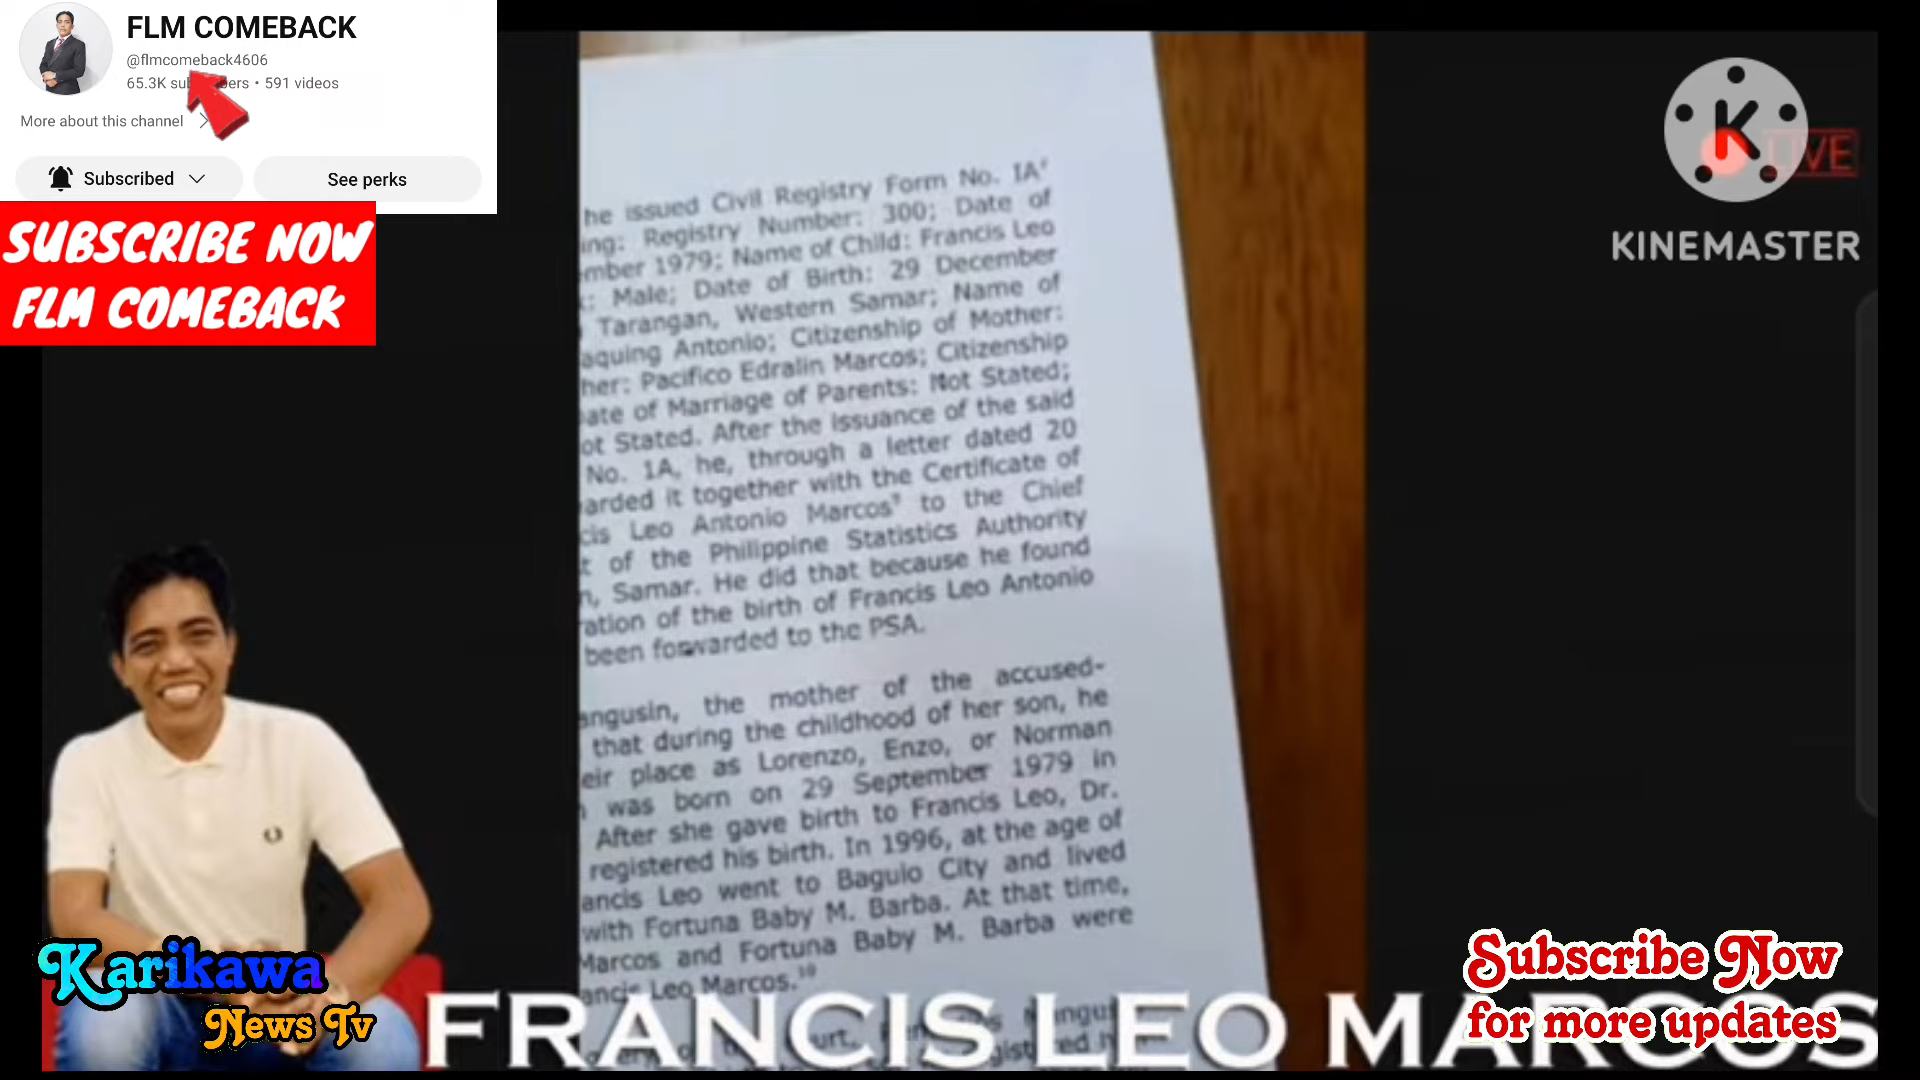 FLM COMEBACK
@flmcomeback4606
65.3K su ers • 591 videos
More about this channel
Subscribed
See perks
SUBSCRIBE NOW
FLM COMEBACK
LIVE
K
KINEMASTER
he issued Civil Registry Form No. IA
ing: Registry Number: 300; Date of
mber 1979; Name of Child: Francis Leo
: Male; Date of Birth: 29 December
Tarangan, Western Samar; Name of
aquing Antonio; Citizenship of Mother:
her: Pacifico Edralin Marcos; Citizenship
ate of Marriage of Parents: Not Stated;
ot Stated. After the issuance of the said
No. 1A, he, through a letter dated 20
arded it together with the Certificate of
cis Leo Antonio Marcos to the Chief
t of the Philippine Statistics Authority
n, Samar. He did that because he found
ration of the birth of Francis Leo Antonio
been forwarded to the PSA.
angusin, the mother of the accused-
that during the childhood of her son, he
eir place as Lorenzo, Enzo, or Norman
was born on 29 September 1979 in
After she gave birth to Francis Leo, Dr.
registered his birth. In 1996, at the age of
ancis Leo went to Baguio City and lived
with Fortuna Baby M. Barba. At that time,
Marcos and Fortuna Baby M. Barba were
ancis Leo Marcos.10
Karikawa
News Tv
FRANCIS LEO MARCOS
Subscribe Now
for more updates